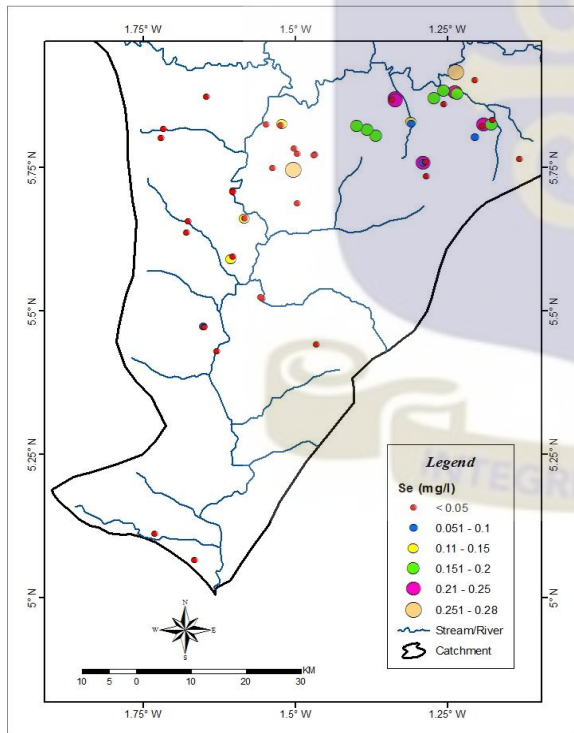 1.75° W 1.5° W 1.25° W
5.75° N 5.75° N
5.5° N 5.5° N
5.25° N 5.25° N
5° N 5° N
INTEGRI
Legend
Se (mg/l)
< 0.05
0.051 - 0.1
0.11 - 0.15
0.151 - 0.2
0.21 - 0.25
0.251 - 0.28
Stream/River
Catchment
N
W E
S
KM
10 5 0 10 20 30
1.75° W 1.5° W 1.25° W